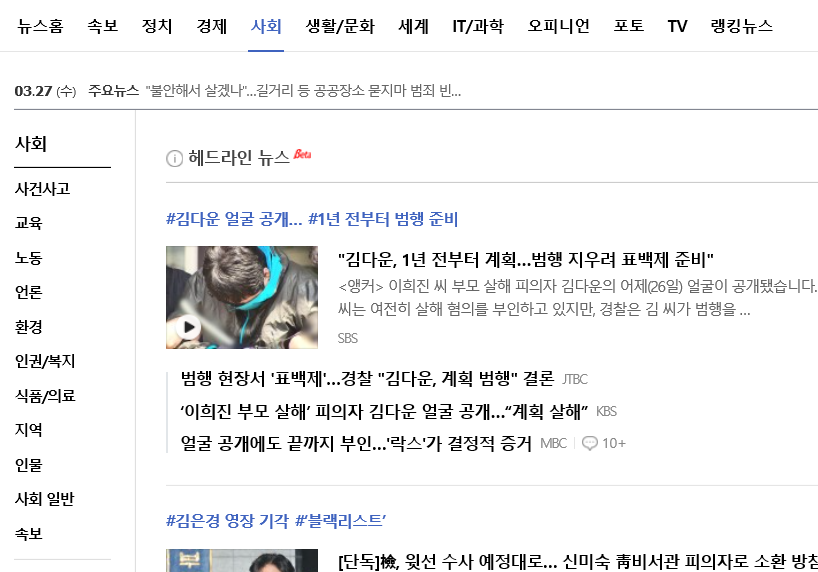 뉴스홈 속보 정치 경제 사회 생활/문화 세계 IT/과학 오피니언 포토 TV 랭킹뉴스
03.27 (수) 주요뉴스 "불안해서 살겠나"...길거리 등 공공장소 묻지마 범죄 빈...
사회
사건사고
교육
노동
언론
환경
인권/복지
식품/의료
지역
인물
사회 일반
속보
헤드라인 뉴스 Beta
#김다운 얼굴 공개... #1년 전부터 범행 준비
"김다운, 1년 전부터 계획...범행 지우려 표백제 준비"
<앵커> 이희진 씨 부모 살해 피의자 김다운의 어제(26일) 얼굴이 공개됐습니다.
씨는 여전히 살해 혐의를 부인하고 있지만, 경찰은 김 씨가 범행을 ...
SBS
범행 현장서 '표백제'...경찰 "김다운, 계획 범행" 결론 JTBC
‘이희진 부모 살해’ 피의자 김다운 얼굴 공개...“계획 살해” KBS
얼굴 공개에도 끝까지 부인...'락스'가 결정적 증거 MBC 10+
#김은경 영장 기각 #‘블랙리스트’
[단독]檢, 윗선 수사 예정대로... 신미숙 靑비서관 피의자로 소환 방침